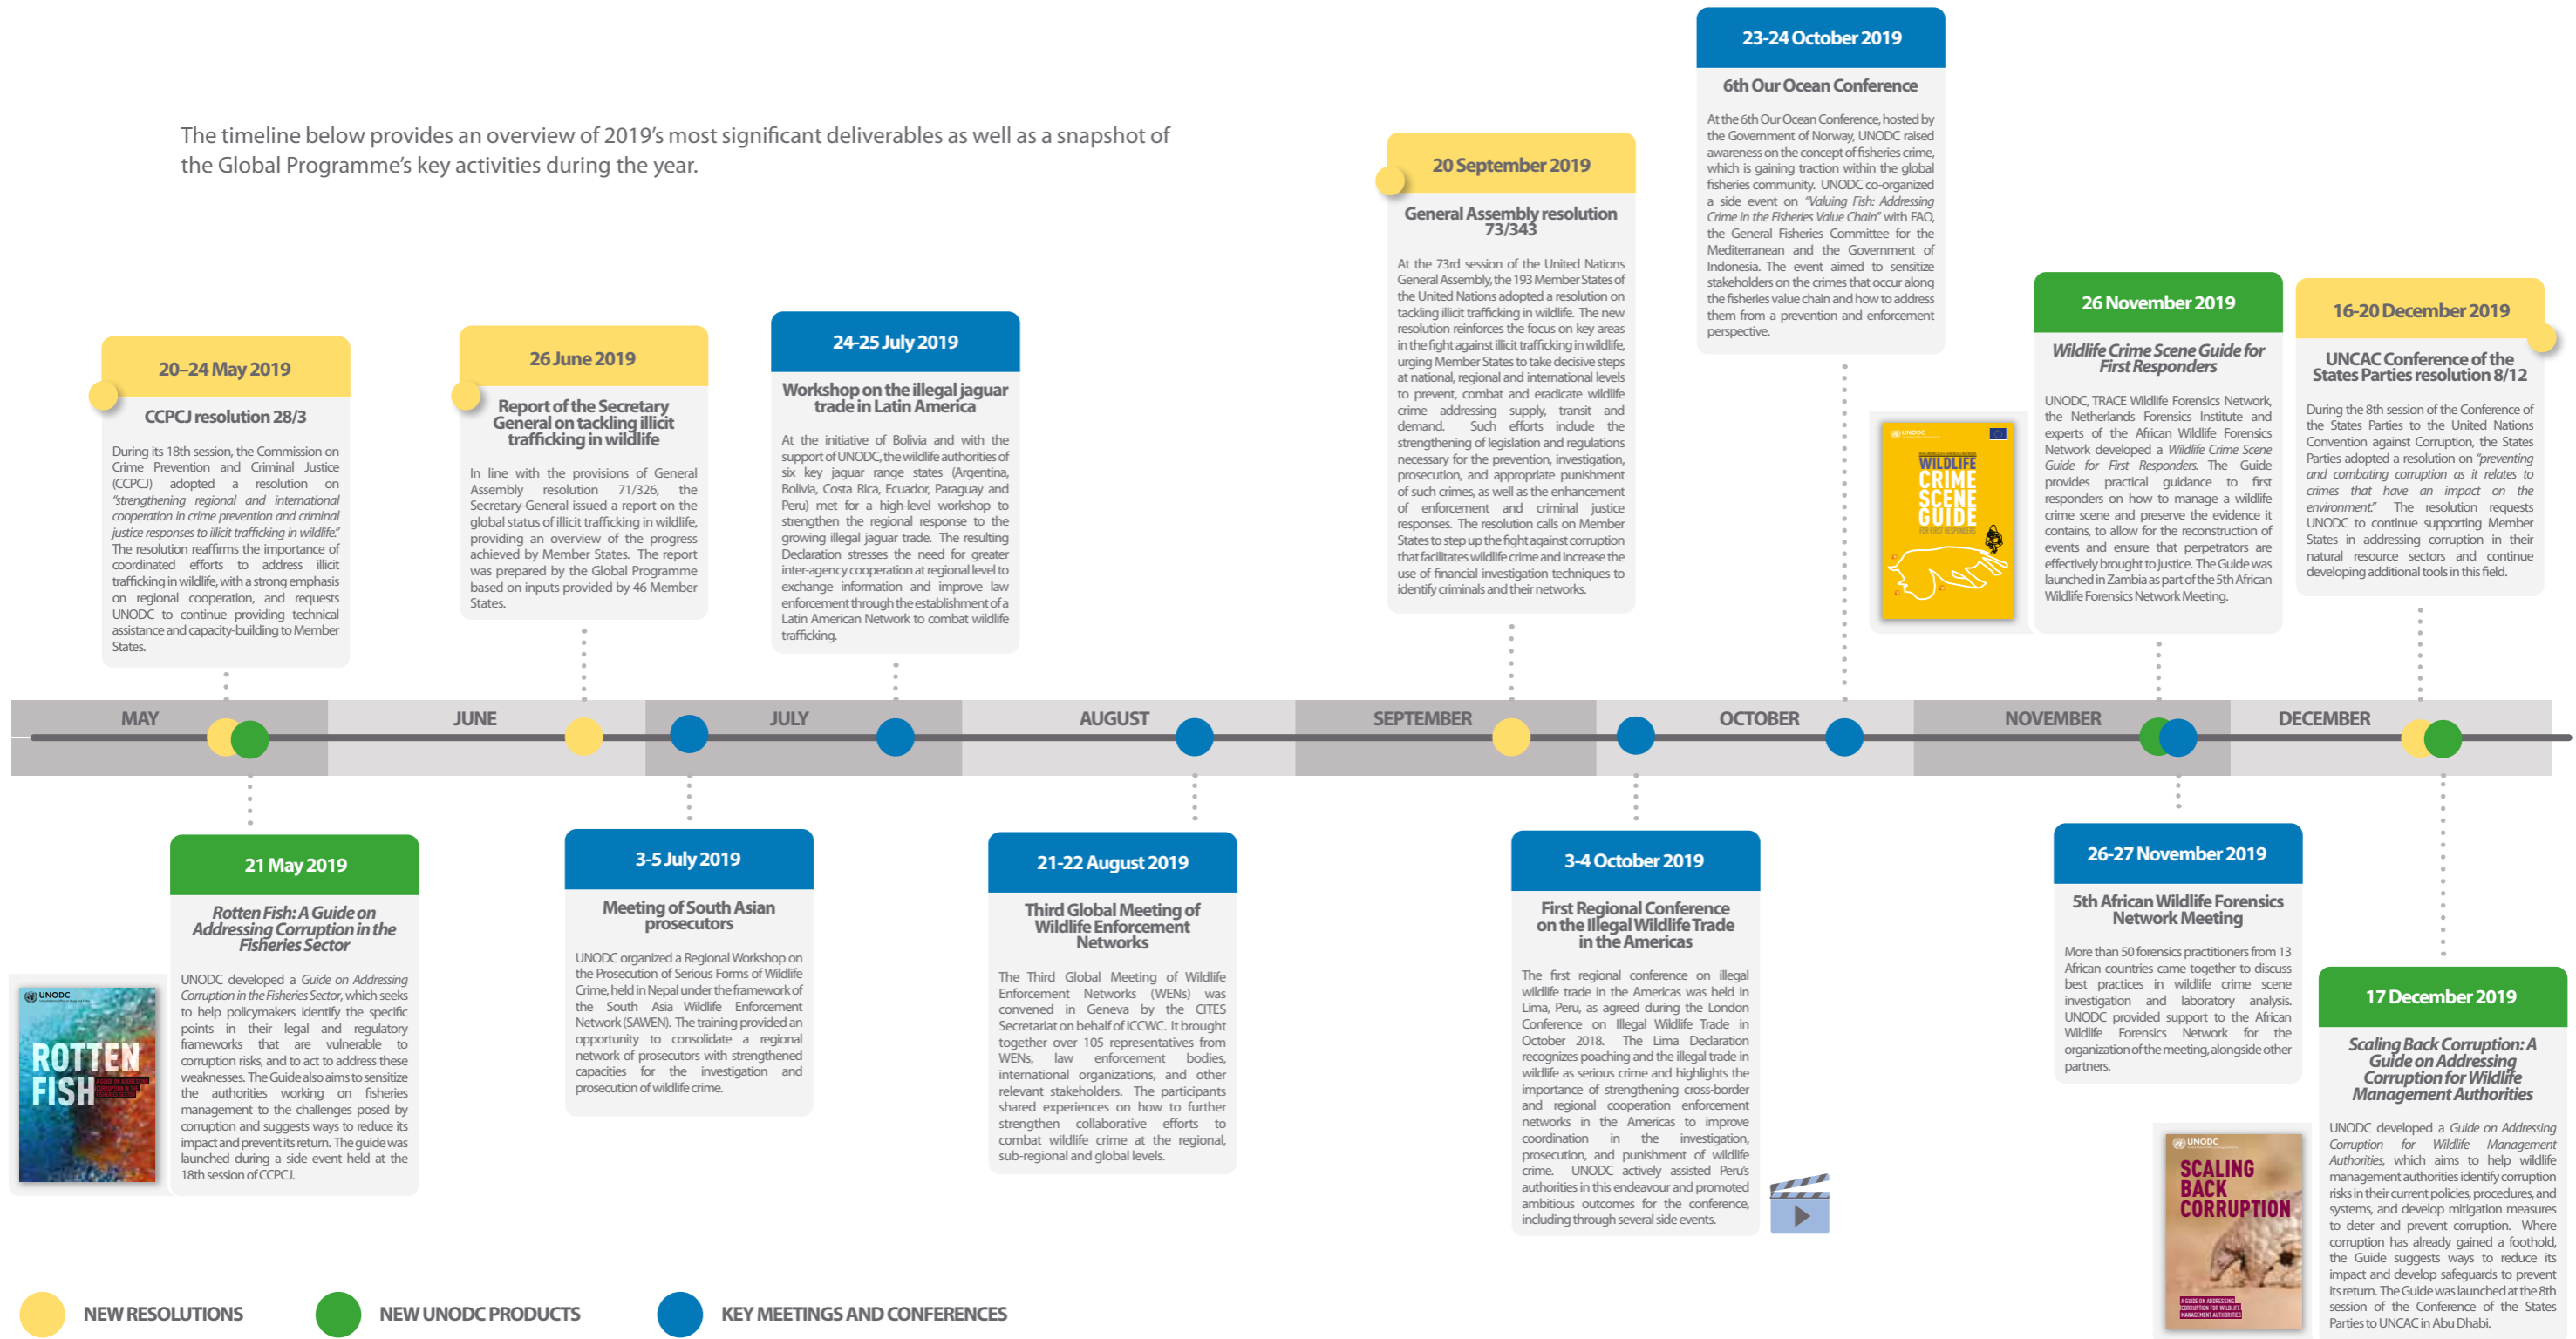 The timeline below provides an overview of 2019's most significant deliverables as well as a snapshot of
the Global Programme's key activities during the year.
20–24 May 2019
CCPCJ resolution 28/3
During its 18th session, the Commission on
Crime Prevention and Criminal Justice
(CCPCJ) adopted a resolution on
"strengthening regional and international
cooperation in crime prevention and criminal
justice responses to illicit trafficking in wildlife."
The resolution reaffirms the importance of
coordinated efforts to address illicit
trafficking in wildlife, with a strong emphasis
on regional cooperation, and requests
UNODC to continue providing technical
assistance and capacity-building to Member
States.
26 June 2019
Report of the Secretary
General on tackling illicit
trafficking in wildlife
In line with the provisions of General
Assembly resolution 71/326, the
Secretary-General issued a report on the
global status of illicit trafficking in wildlife,
providing an overview of the progress
achieved by Member States. The report
was prepared by the Global Programme
based on inputs provided by 46 Member
States.
24-25 July 2019
Workshop on the illegal jaguar
trade in Latin America
At the initiative of Bolivia and with the
support of UNODC, the wildlife authorities of
six key jaguar range states (Argentina,
Bolivia, Costa Rica, Ecuador, Paraguay and
Peru) met for a high-level workshop to
strengthen the regional response to the
growing illegal jaguar trade. The resulting
Declaration stresses the need for greater
inter-agency cooperation at regional level to
exchange information and improve law
enforcement through the establishment of a
Latin American Network to combat wildlife
trafficking.
20 September 2019
General Assembly resolution
73/343
At the 73rd session of the United Nations
General Assembly, the 193 Member States of
the United Nations adopted a resolution on
tackling illicit trafficking in wildlife. The new
resolution reinforces the focus on key areas
in the fight against illicit trafficking in wildlife,
urging Member States to take decisive steps
at national, regional and international levels
to prevent, combat and eradicate wildlife
crime addressing supply, transit and
demand. Such efforts include the
strengthening of legislation and regulations
necessary for the prevention, investigation,
prosecution, and appropriate punishment
of such crimes, as well as the enhancement
of enforcement and criminal justice
responses. The resolution calls on Member
States to step up the fight against corruption
that facilitates wildlife crime and increase the
use of financial investigation techniques to
identify criminals and their networks.
23-24 October 2019
6th Our Ocean Conference
At the 6th Our Ocean Conference, hosted by
the Government of Norway, UNODC raised
awareness on the concept of fisheries crime,
which is gaining traction within the global
fisheries community. UNODC co-organized
a side event on "Valuing Fish: Addressing
Crime in the Fisheries Value Chain" with FAO,
the General Fisheries Committee for the
Mediterranean and the Government of
Indonesia. The event aimed to sensitize
stakeholders on the crimes that occur along
the fisheries value chain and how to address
them from a prevention and enforcement
perspective.
UNODC
WILDLIFE
CRIME
SCENE
GUIDE
FOR FIRST RESPONDERS
26 November 2019
Wildlife Crime Scene Guide for
First Responders
UNODC, TRACE Wildlife Forensics Network,
the Netherlands Forensics Institute and
experts of the African Wildlife Forensics
Network developed a Wildlife Crime Scene
Guide for First Responders. The Guide
provides practical guidance to first
responders on how to manage a wildlife
crime scene and preserve the evidence it
contains, to allow for the reconstruction of
events and ensure that perpetrators are
effectively brought to justice. The Guide was
launched in Zambia as part of the 5th African
Wildlife Forensics Network Meeting.
16-20 December 2019
UNCAC Conference of the
States Parties resolution 8/12
During the 8th session of the Conference of
the States Parties to the United Nations
Convention against Corruption, the States
Parties adopted a resolution on "preventing
and combating corruption as it relates to
crimes that have an impact on the
environment." The resolution requests
UNODC to continue supporting Member
States in addressing corruption in their
natural resource sectors and continue
developing additional tools in this field.
MAY
JUNE
JULY
AUGUST
SEPTEMBER
OCTOBER
NOVEMBER
DECEMBER
UNODC
ROTTEN
FISH
A GUIDE ON ADDRESSING
CORRUPTION IN THE
FISHERIES SECTOR
21 May 2019
Rotten Fish: A Guide on
Addressing Corruption in the
Fisheries Sector
UNODC developed a Guide on Addressing
Corruption in the Fisheries Sector, which seeks
to help policymakers identify the specific
points in their legal and regulatory
frameworks that are vulnerable to
corruption risks, and to act to address these
weaknesses. The Guide also aims to sensitize
the authorities working on fisheries
management to the challenges posed by
corruption and suggests ways to reduce its
impact and prevent its return. The guide was
launched during a side event held at the
18th session of CCPCJ.
3-5 July 2019
Meeting of South Asian
prosecutors
UNODC organized a Regional Workshop on
the Prosecution of Serious Forms of Wildlife
Crime, held in Nepal under the framework of
the South Asia Wildlife Enforcement
Network (SAWEN). The training provided an
opportunity to consolidate a regional
network of prosecutors with strengthened
capacities for the investigation and
prosecution of wildlife crime.
21-22 August 2019
Third Global Meeting of
Wildlife Enforcement
Networks
The Third Global Meeting of Wildlife
Enforcement Networks (WENs) was
convened in Geneva by the CITES
Secretariat on behalf of ICCWC. It brought
together over 105 representatives from
WENs, law enforcement bodies,
international organizations, and other
relevant stakeholders. The participants
shared experiences on how to further
strengthen collaborative efforts to
combat wildlife crime at the regional,
sub-regional and global levels.
3-4 October 2019
First Regional Conference
on the Illegal Wildlife Trade
in the Americas
The first regional conference on illegal
wildlife trade in the Americas was held in
Lima, Peru, as agreed during the London
Conference on Illegal Wildlife Trade in
October 2018. The Lima Declaration
recognizes poaching and the illegal trade in
wildlife as serious crime and highlights the
importance of strengthening cross-border
and regional cooperation enforcement
networks in the Americas to improve
coordination in the investigation,
prosecution, and punishment of wildlife
crime. UNODC actively assisted Peru's
authorities in this endeavour and promoted
ambitious outcomes for the conference,
including through several side events.
26-27 November 2019
5th African Wildlife Forensics
Network Meeting
More than 50 forensics practitioners from 13
African countries came together to discuss
best practices in wildlife crime scene
investigation and laboratory analysis.
UNODC provided support to the African
Wildlife Forensics Network for the
organization of the meeting, alongside other
partners.
UNODC
SCALING
BACK
CORRUPTION
A GUIDE ON ADDRESSING
CORRUPTION FOR WILDLIFE
MANAGEMENT AUTHORITIES
17 December 2019
Scaling Back Corruption: A
Guide on Addressing
Corruption for Wildlife
Management Authorities
UNODC developed a Guide on Addressing
Corruption for Wildlife Management
Authorities, which aims to help wildlife
management authorities identify corruption
risks in their current policies, procedures, and
systems, and develop mitigation measures
to deter and prevent corruption. Where
corruption has already gained a foothold,
the Guide suggests ways to reduce its
impact and develop safeguards to prevent
its return. The Guide was launched at the 8th
session of the Conference of the States
Parties to UNCAC in Abu Dhabi.
NEW RESOLUTIONS
NEW UNODC PRODUCTS
KEY MEETINGS AND CONFERENCES